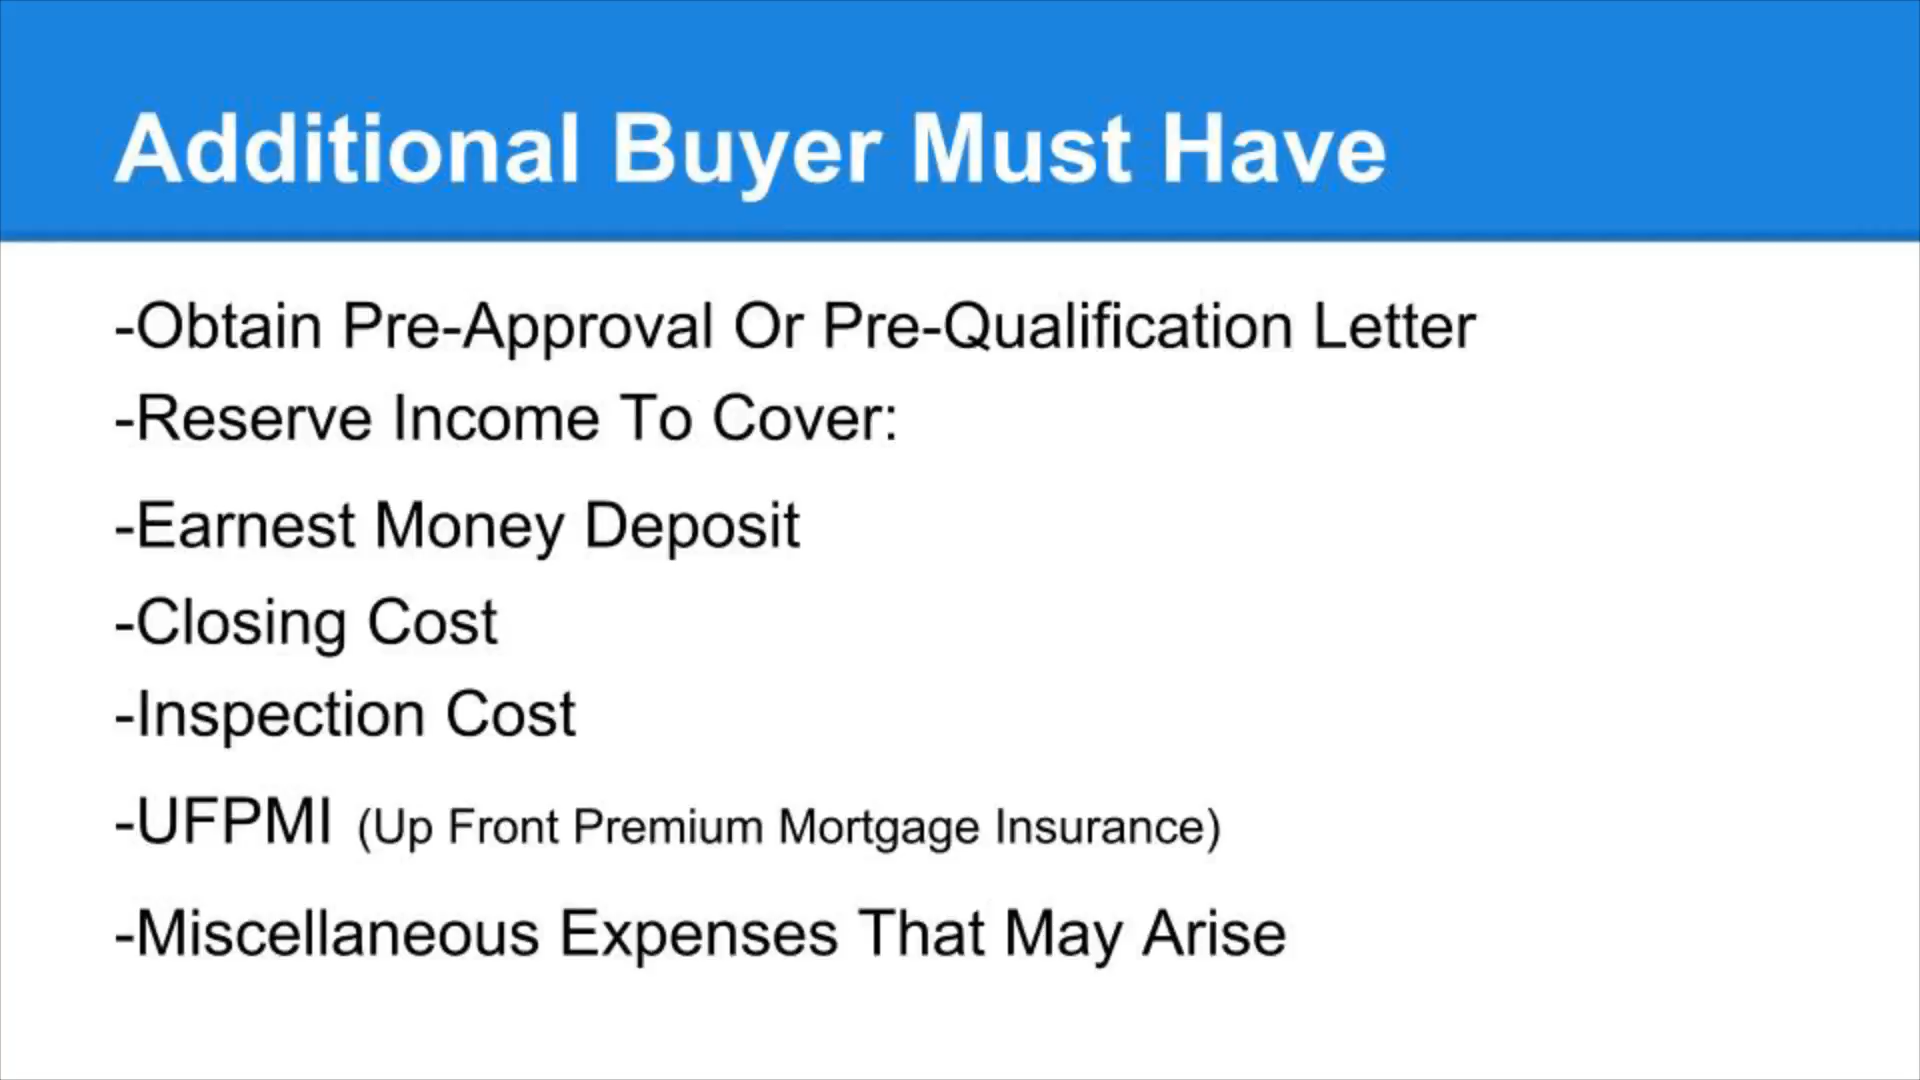 Additional Buyer Must Have
-Obtain Pre-Approval Or Pre-Qualification Letter
-Reserve Income To Cover:
-Earnest Money Deposit
-Closing Cost
-Inspection Cost
-UFPMI (Up Front Premium Mortgage Insurance)
-Miscellaneous Expenses That May Arise